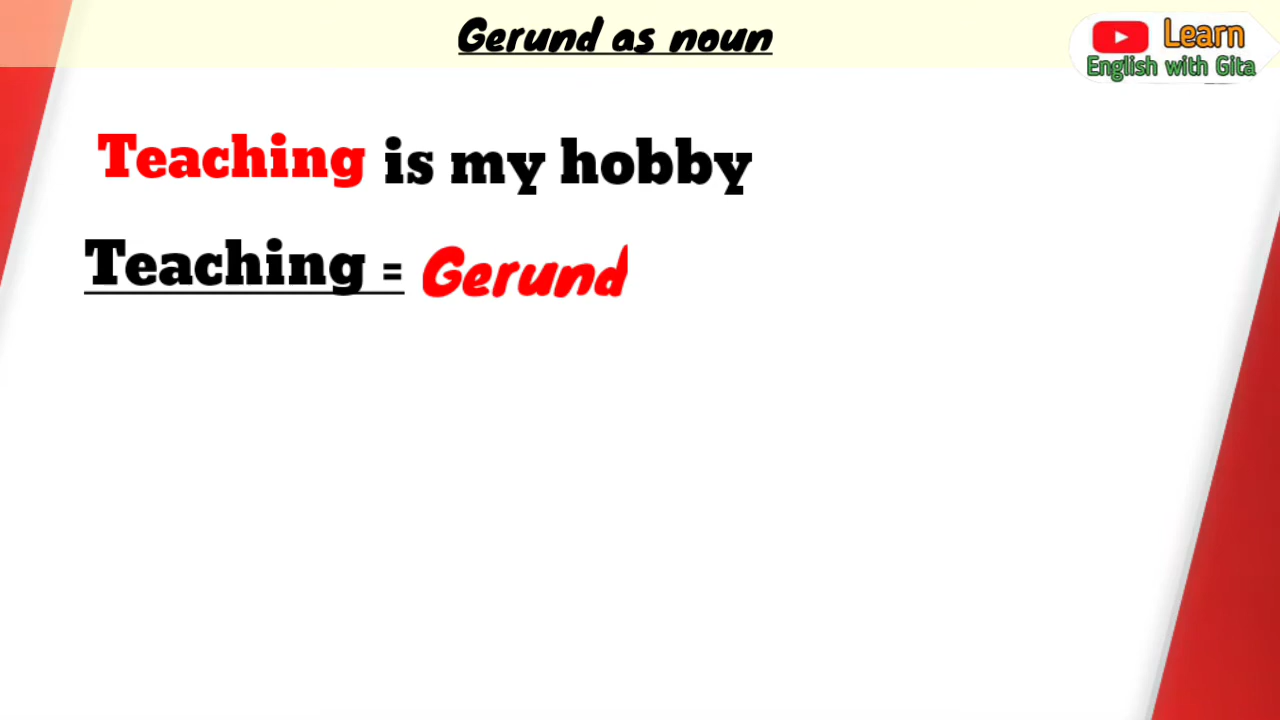 Gerund as noun
Learn
English with Gita
Teaching is my hobby
Teaching = Gerund